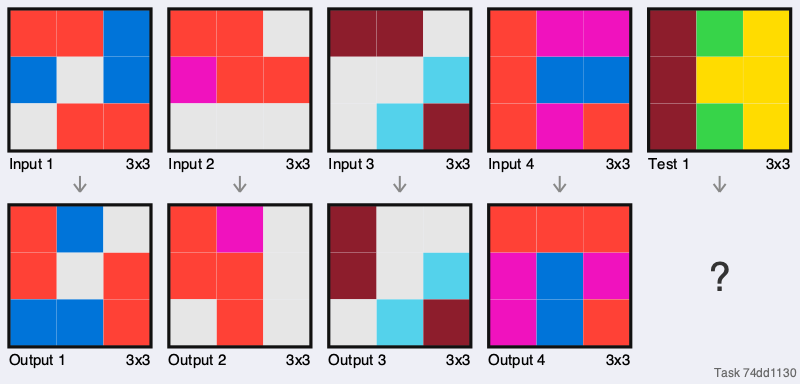 Input 1 3x3 Input 2 3x3 Input 3 3x3 Input 4 3x3 Test 1 3x3
?
Output 1 3x3 Output 2 3x3 Output 3 3x3 Output 4 3x3
Task 74dd1130